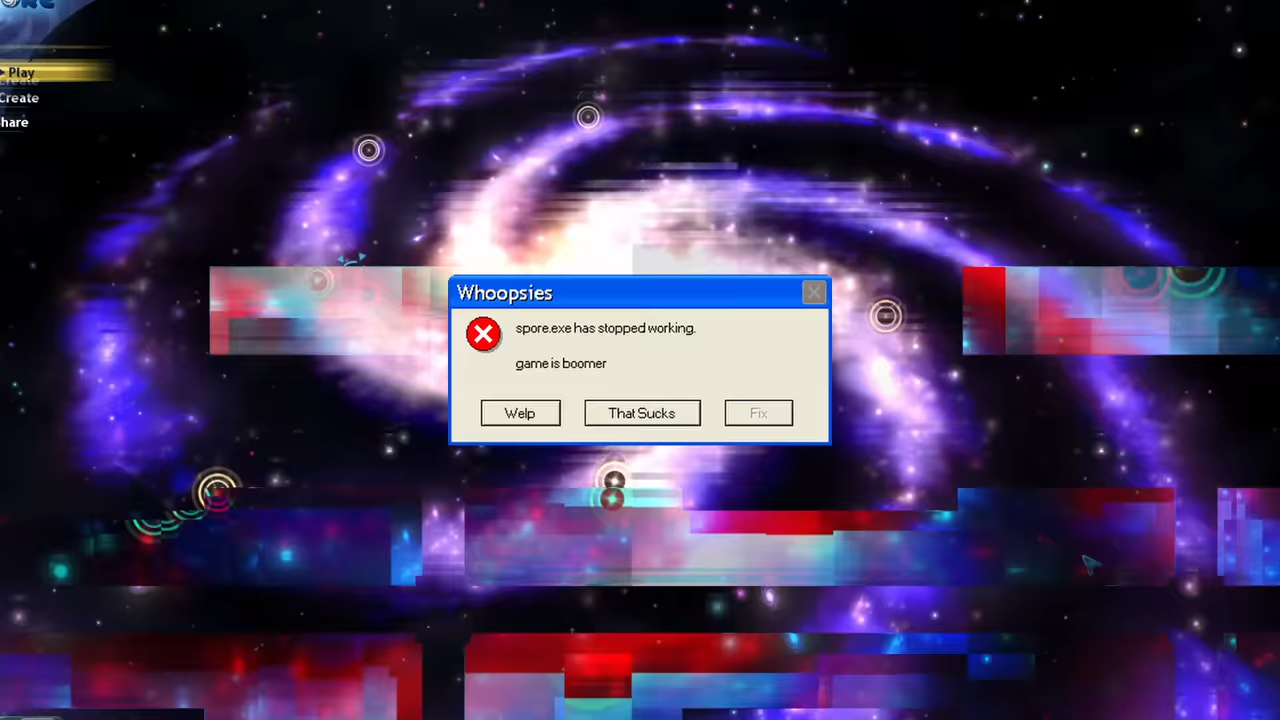 Play
Create
hare
Whoopsies
spore.exe has stopped working.
game is boomer
Welp
That Sucks
Fix